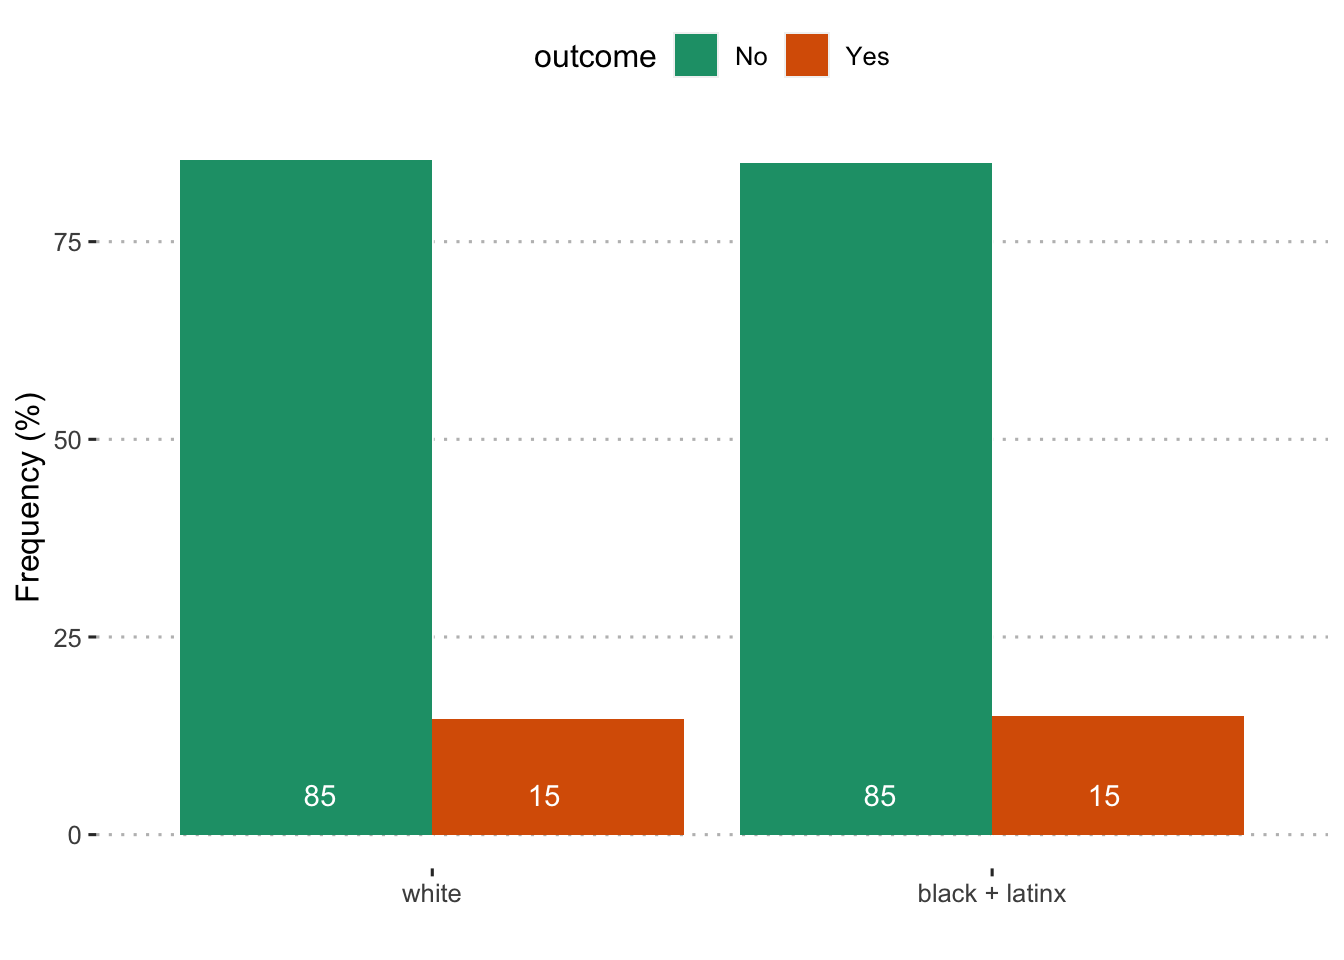 outcome No Yes
75
50
25
0
Frequency (%)
85 15 85 15
white black + latinx